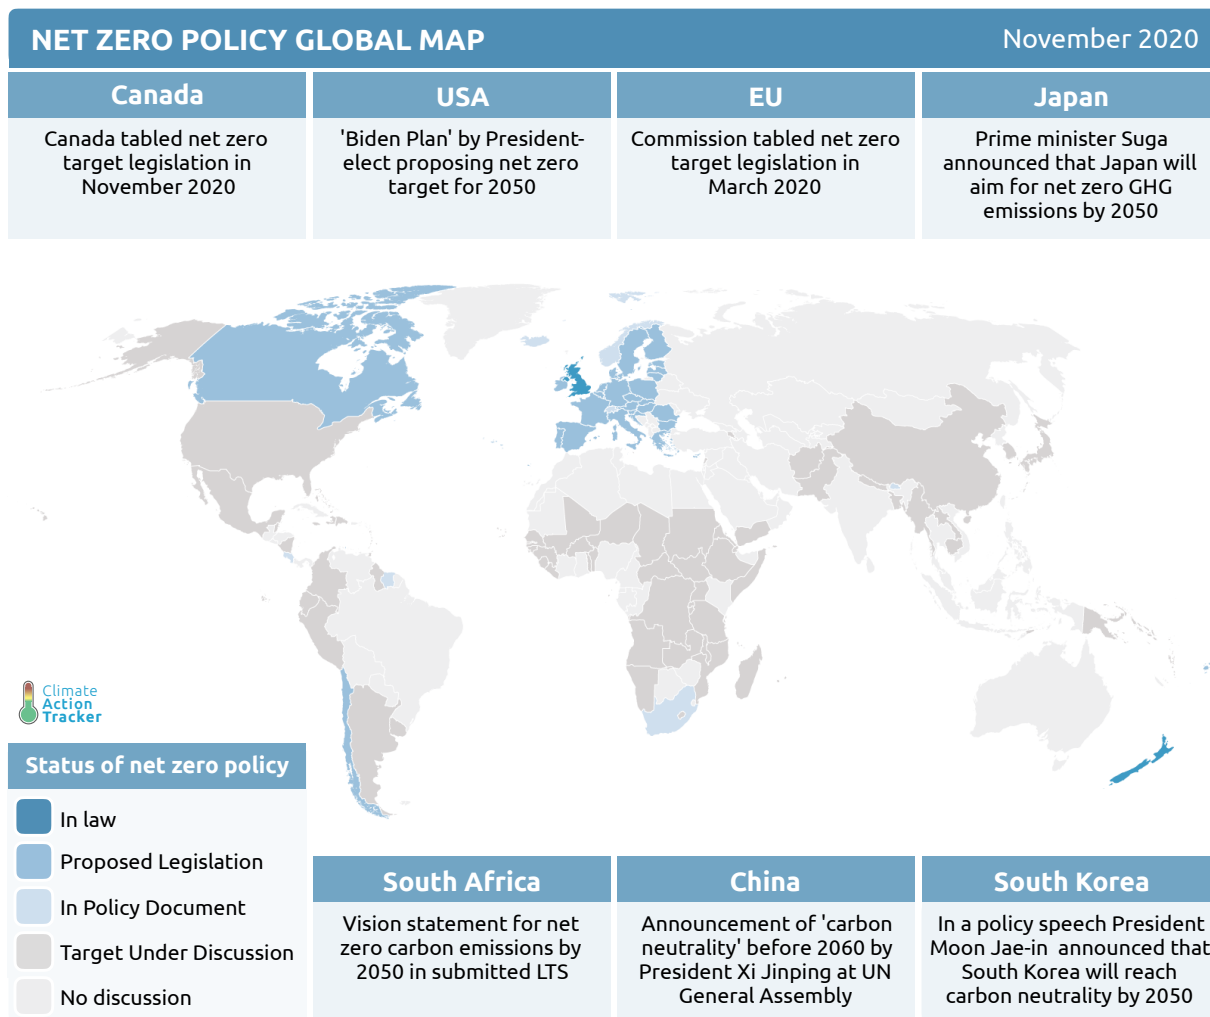 NET ZERO POLICY GLOBAL MAP
November 2020
Canada
Canada tabled net zero
target legislation in
November 2020
USA
'Biden Plan' by President-
elect proposing net zero
target for 2050
EU
Commission tabled net zero
target legislation in
March 2020
Japan
Prime minister Suga
announced that Japan will
aim for net zero GHG
emissions by 2050
Climate
Action
Tracker
Status of net zero policy
In law
Proposed Legislation
In Policy Document
Target Under Discussion
No discussion
South Africa
Vision statement for net
zero carbon emissions by
2050 in submitted LTS
China
Announcement of 'carbon
neutrality' before 2060 by
President Xi Jinping at UN
General Assembly
South Korea
In a policy speech President
Moon Jae-in announced that
South Korea will reach
carbon neutrality by 2050